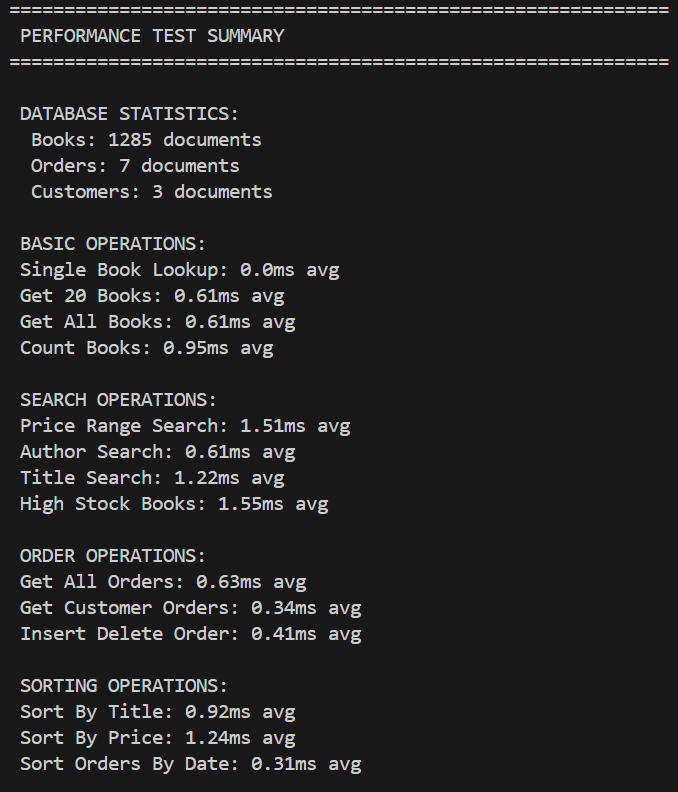 ============================================================
PERFORMANCE TEST SUMMARY
============================================================
DATABASE STATISTICS:
Books: 1285 documents
Orders: 7 documents
Customers: 3 documents
BASIC OPERATIONS:
Single Book Lookup: 0.0ms avg
Get 20 Books: 0.61ms avg
Get All Books: 0.61ms avg
Count Books: 0.95ms avg
SEARCH OPERATIONS:
Price Range Search: 1.51ms avg
Author Search: 0.61ms avg
Title Search: 1.22ms avg
High Stock Books: 1.55ms avg
ORDER OPERATIONS:
Get All Orders: 0.63ms avg
Get Customer Orders: 0.34ms avg
Insert Delete Order: 0.41ms avg
SORTING OPERATIONS:
Sort By Title: 0.92ms avg
Sort By Price: 1.24ms avg
Sort Orders By Date: 0.31ms avg